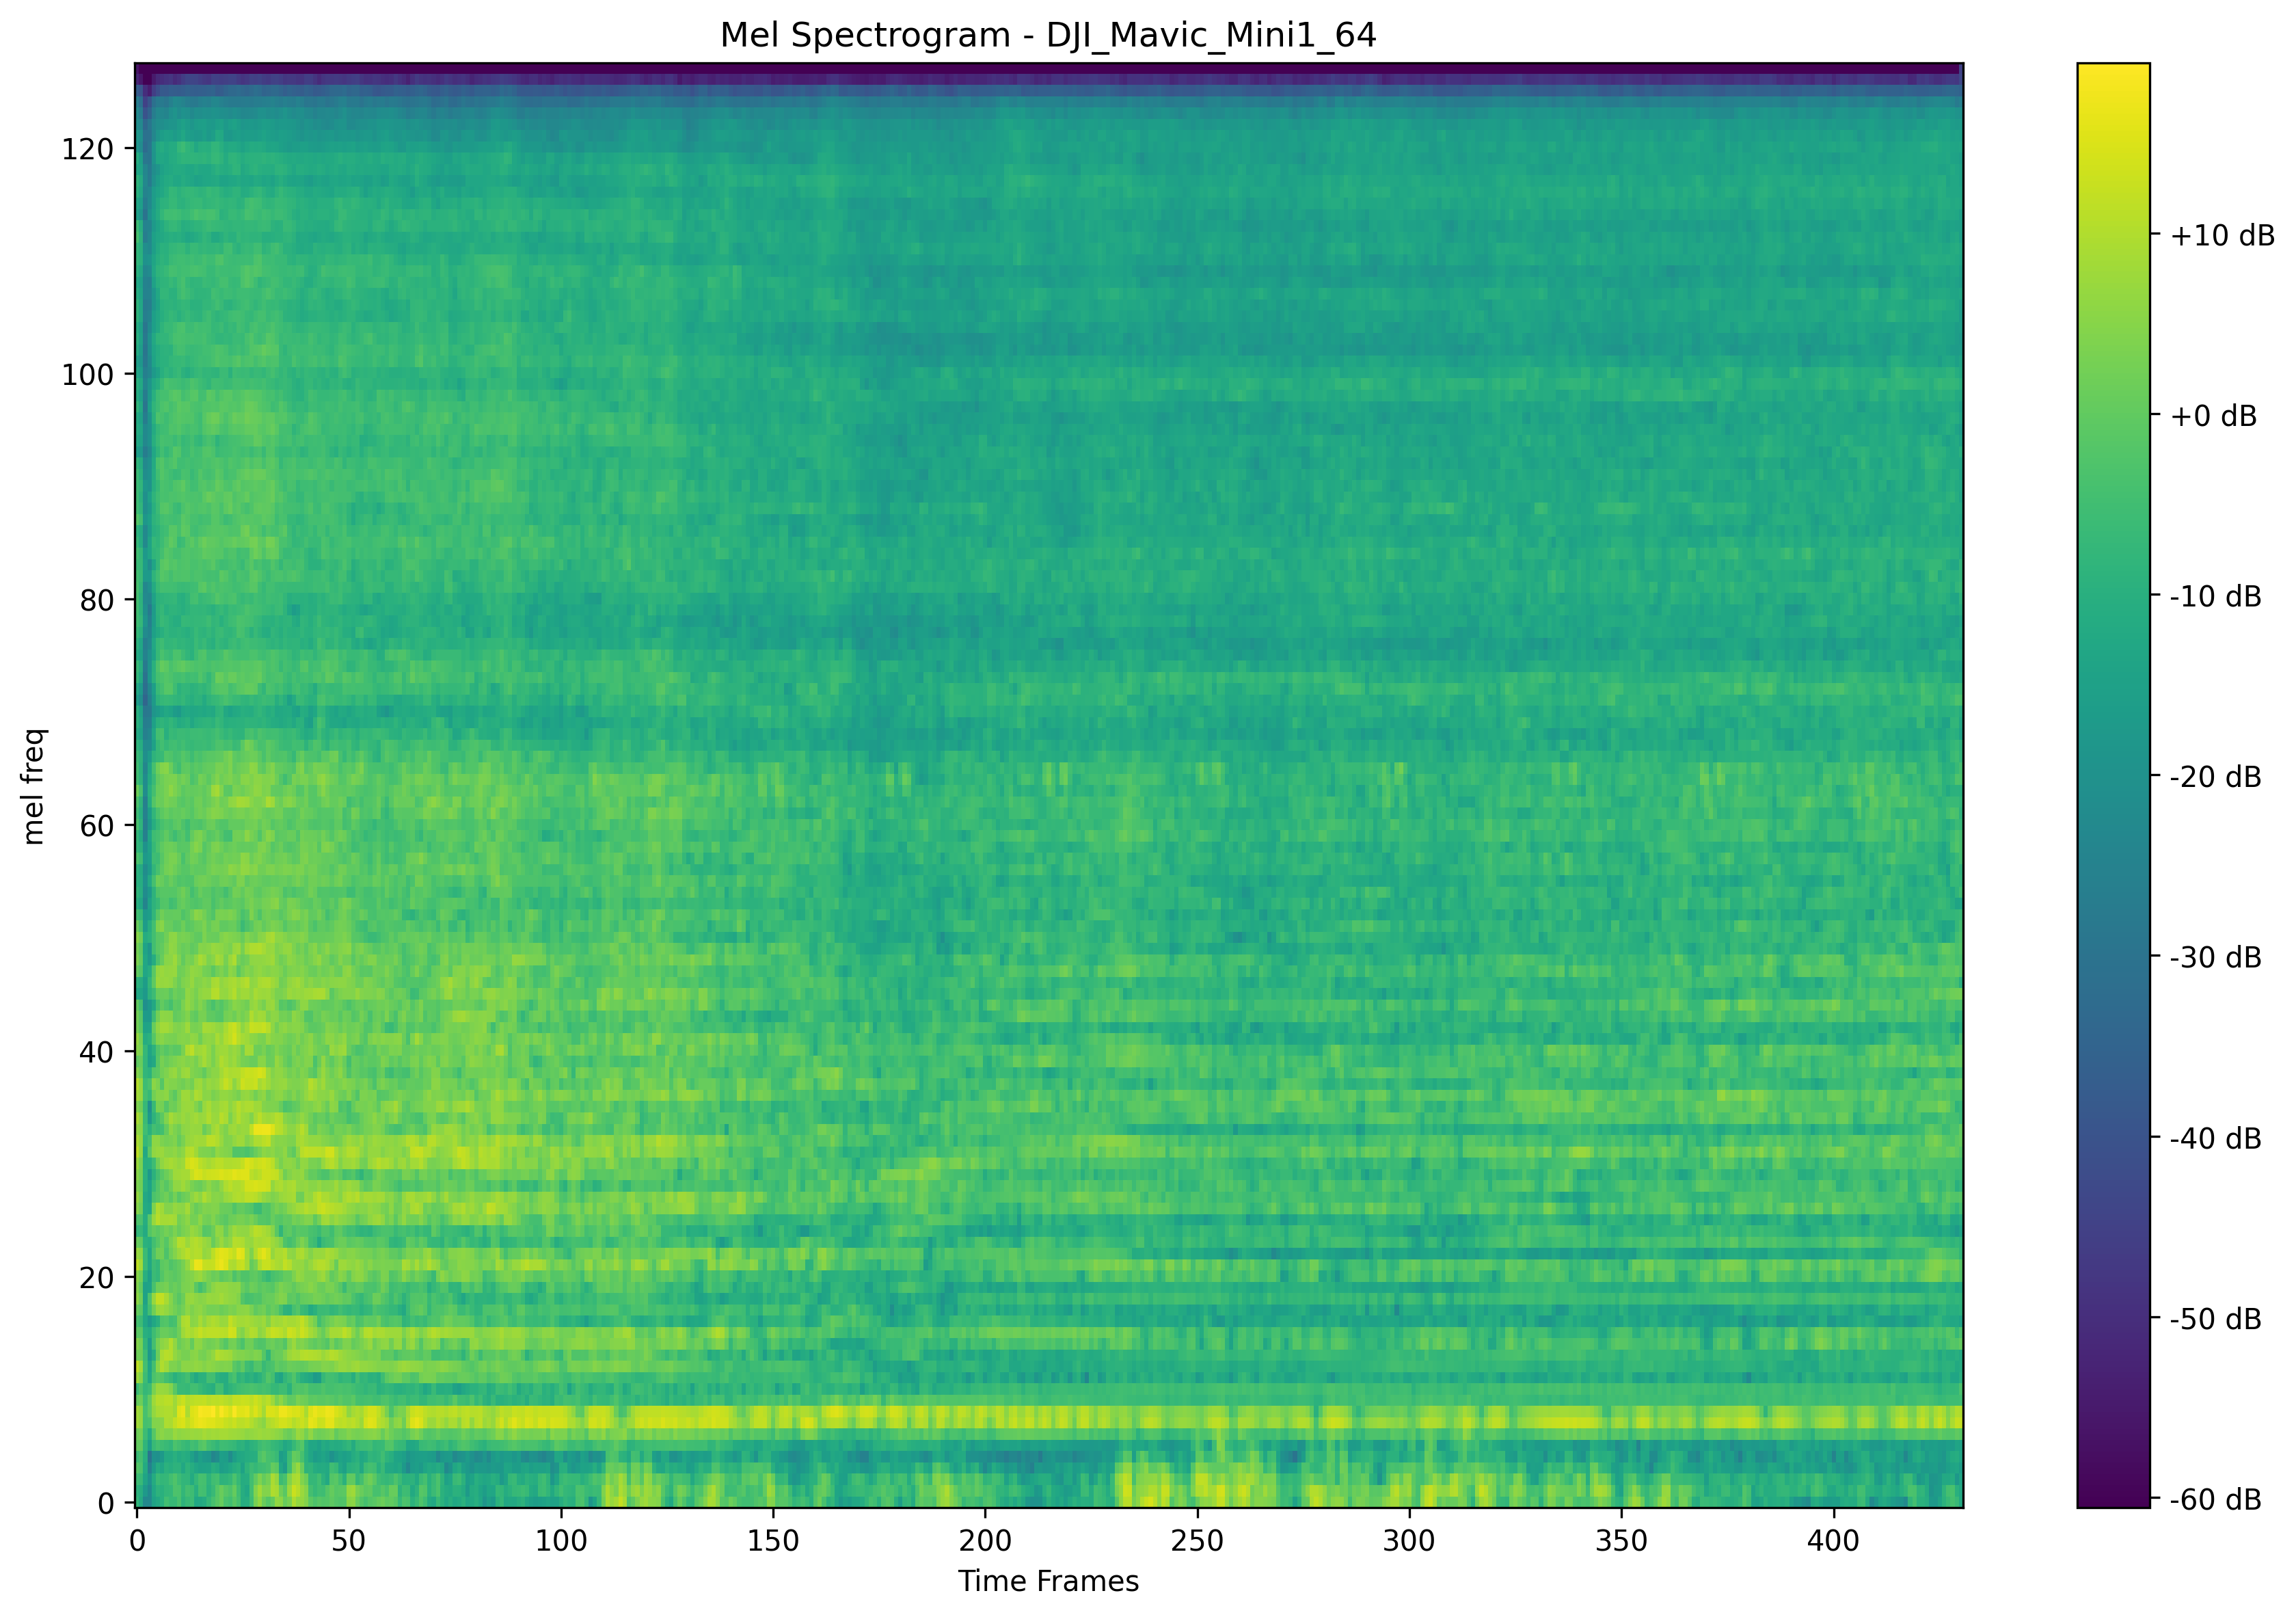 Mel Spectrogram - DJI_Mavic_Mini1_64
mel freq
120
100
80
60
40
20
0
0 50 100 150 200 250 300 350 400
Time Frames
+10 dB
+0 dB
-10 dB
-20 dB
-30 dB
-40 dB
-50 dB
-60 dB